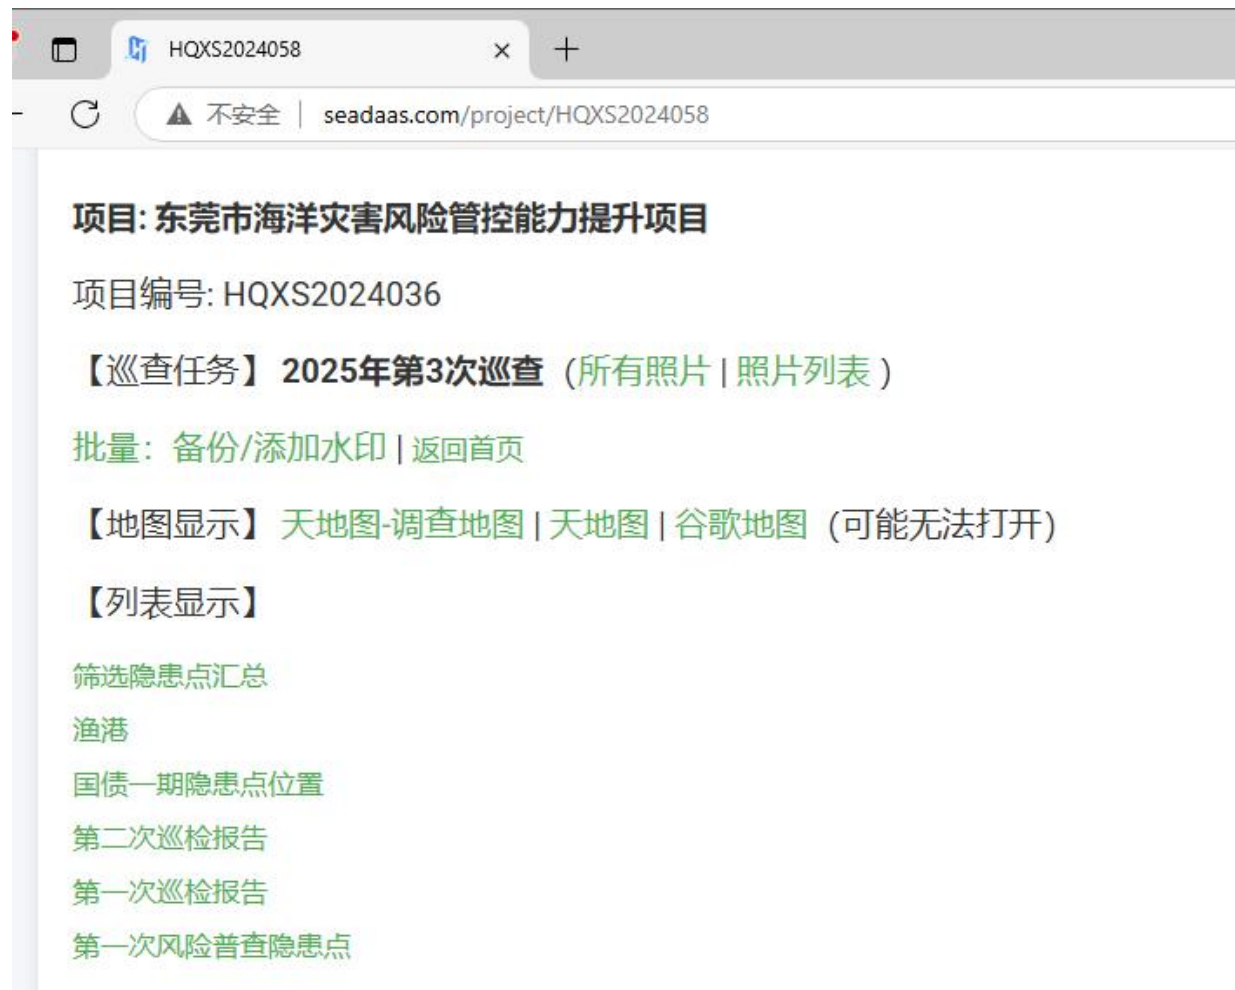 HQXS2024058
不安全 | seadaas.com/project/HQXS2024058
项目: 东莞市海洋灾害风险管控能力提升项目
项目编号: HQXS2024036
【巡查任务】 2025年第3次巡查（所有照片 | 照片列表 ）
批量：备份/添加水印 | 返回首页
【地图显示】 天地图-调查地图 | 天地图 | 谷歌地图 （可能无法打开）
【列表显示】
筛选隐患点汇总
渔港
国债一期隐患点位置
第二次巡检报告
第一次巡检报告
第一次风险普查隐患点